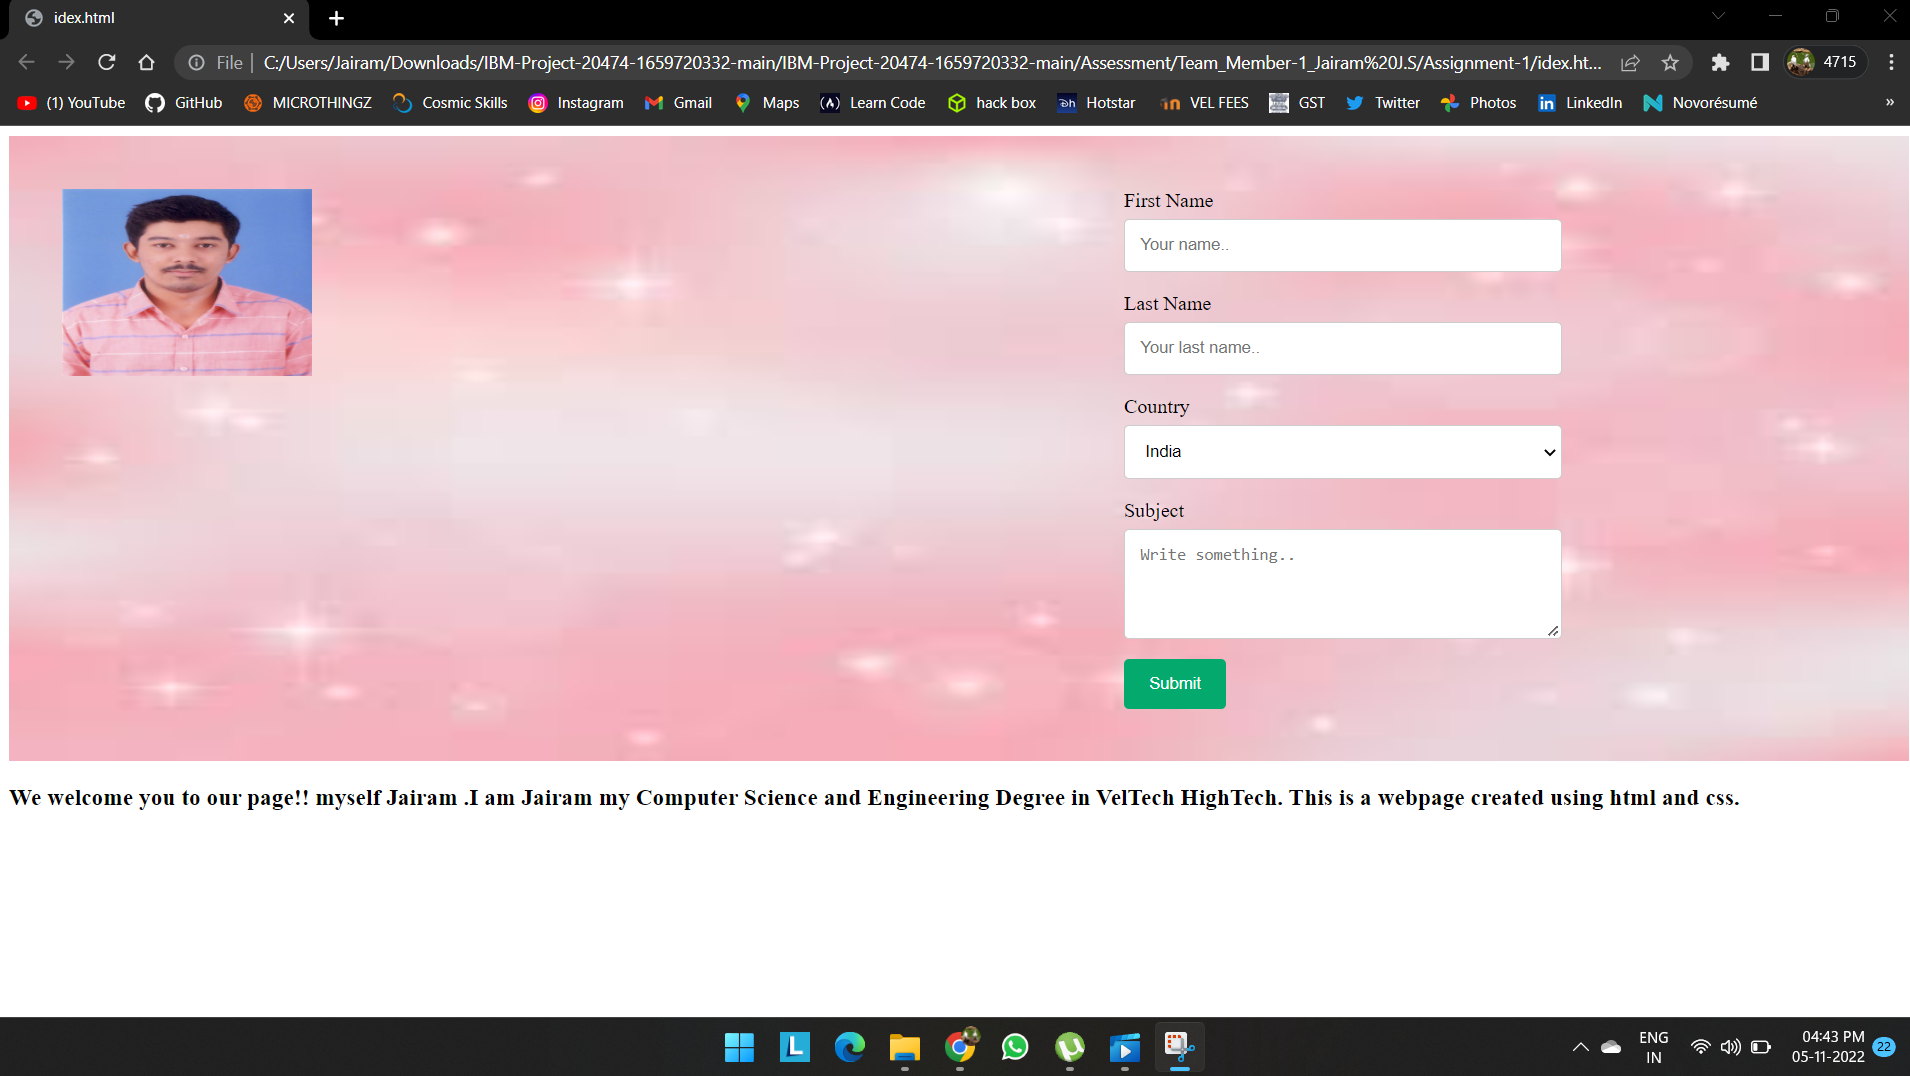 idex.html
File | C:/Users/Jairam/Downloads/IBM-Project-20474-1659720332-main/IBM-Project-20474-1659720332-main/Assessment/Team_Member-1_Jairam%20J.S/Assignment-1/idex.ht... 4715
(1) YouTube GitHub MICROTHINGZ Cosmic Skills Instagram Gmail Maps Learn Code hack box Hotstar VEL FEES GST Twitter Photos LinkedIn Novorésumé »
First Name
Your name..
Last Name
Your last name..
Country
India
Subject
Write something..
Submit
We welcome you to our page!! myself Jairam .I am Jairam my Computer Science and Engineering Degree in VelTech HighTech. This is a webpage created using html and css.
ENG 04:43 PM
IN 05-11-2022 22